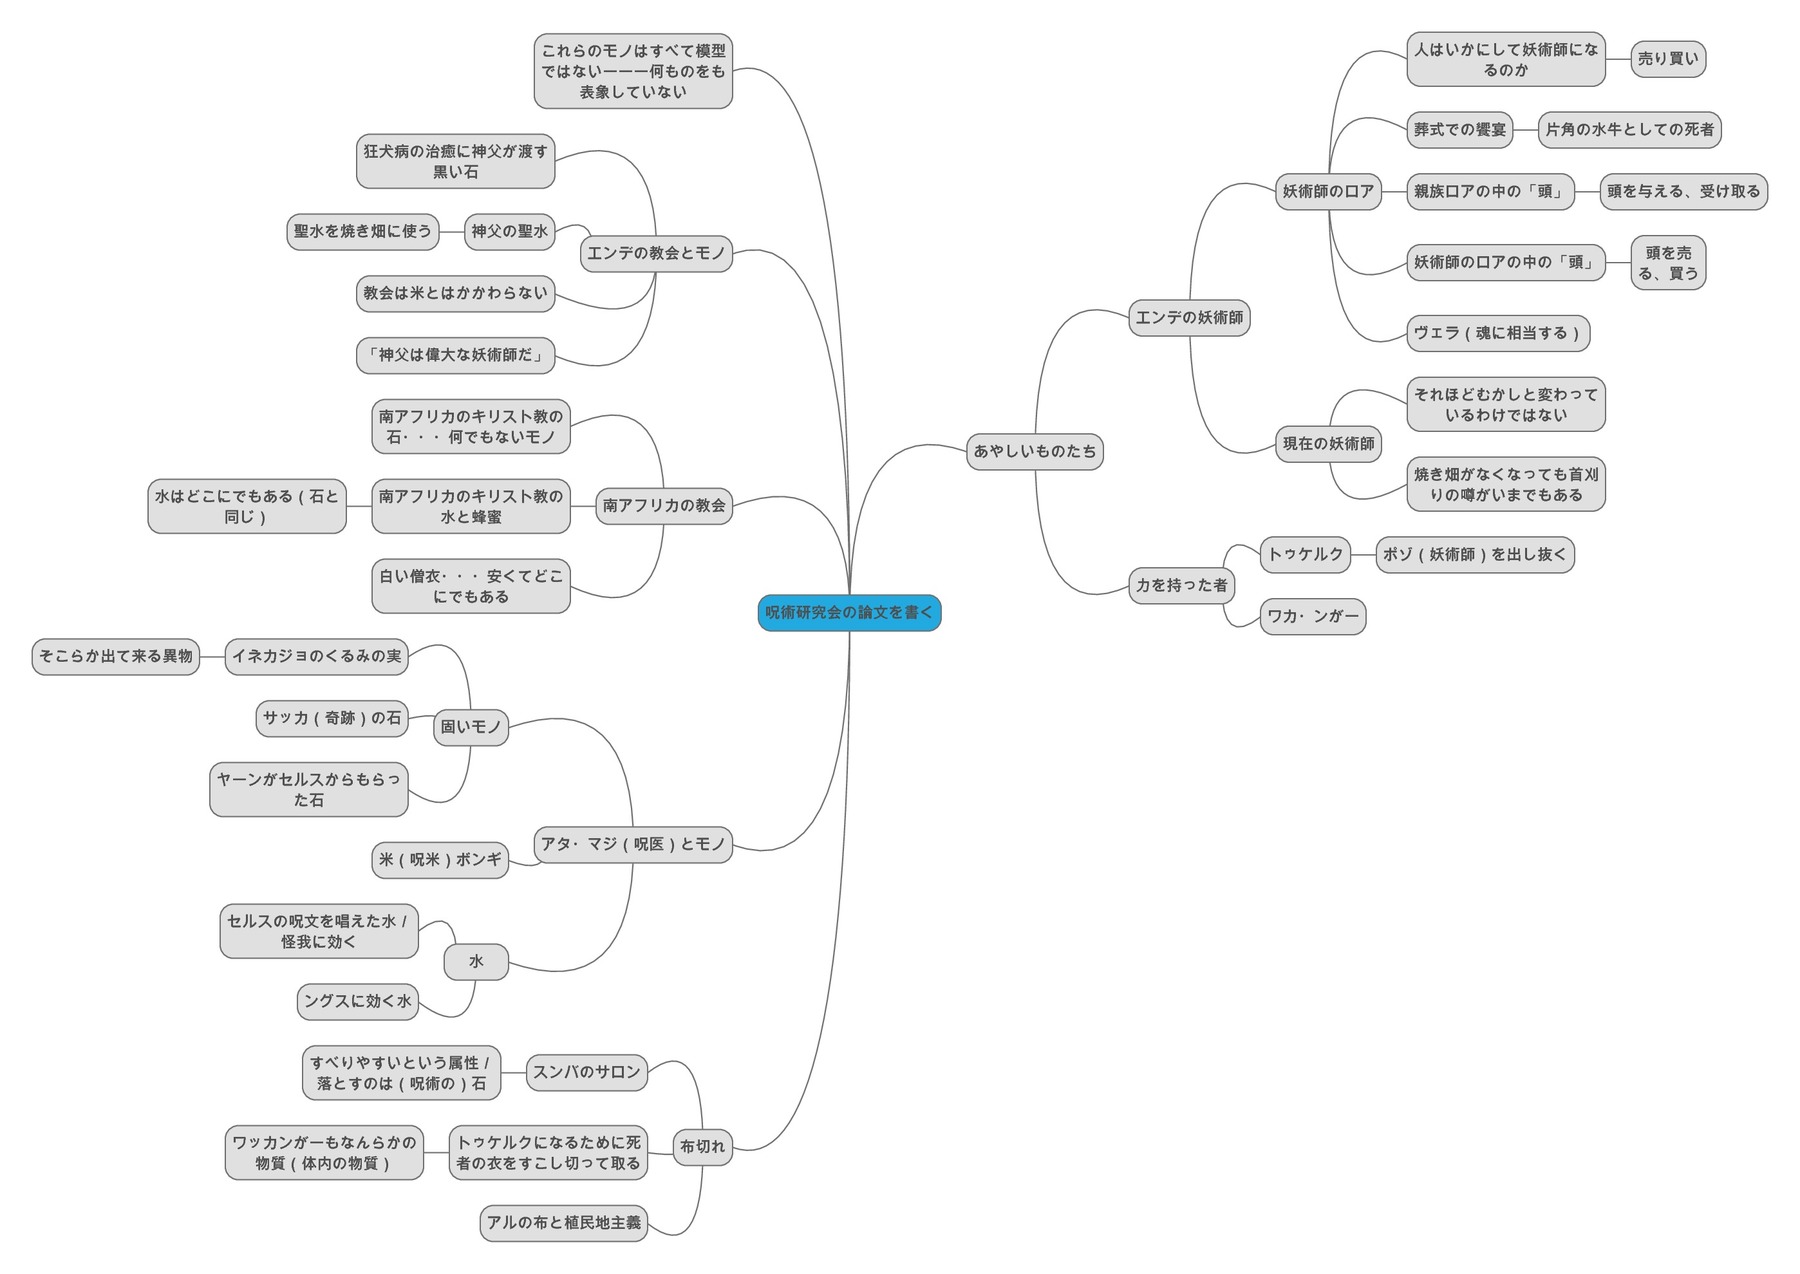 これらのモノはすべて模型
ではないーーー何ものをも
表象していない
狂犬病の治癒に神父が渡す
黒い石
聖水を焼き畑に使う
神父の聖水
エンデの教会とモノ
教会は米とはかかわらない
「神父は偉大な妖術師だ」
南アフリカのキリスト教の
石・・・何でもないモノ
水はどこにでもある ( 石と
同じ )
南アフリカのキリスト教の
水と蜂蜜
南アフリカの教会
白い僧衣・・・安くてどこ
にでもある
呪術研究会の論文を書く
そこらか出て来る異物
イネカジョのくるみの実
サッカ ( 奇跡 ) の石
固いモノ
ヤーンがセルスからもらっ
た石
アタ・マジ ( 呪医 ) とモノ
米 ( 呪米 ) ボンギ
セルスの呪文を唱えた水 /
怪我に効く
水
ングスに効く水
すべりやすいという属性 /
落とすのは ( 呪術の ) 石
スンバのサロン
ワッカンがーもなんらかの
物質 ( 体内の物質 )
トゥケルクになるために死
者の衣をすこし切って取る
布切れ
アルの布と植民地主義
人はいかにして妖術師にな
るのか
売り買い
葬式での饗宴
片角の水牛としての死者
妖術師のロア
親族ロアの中の「頭」
頭を与える、受け取る
妖術師のロアの中の「頭」
頭を売
る、買う
エンデの妖術師
ヴェラ ( 魂に相当する )
それほどむかしと変わって
いるわけではない
現在の妖術師
あやしいものたち
焼き畑がなくなっても首刈
りの噂がいまでもある
トゥケルク
ポゾ ( 妖術師 ) を出し抜く
力を持った者
ワカ・ンがー